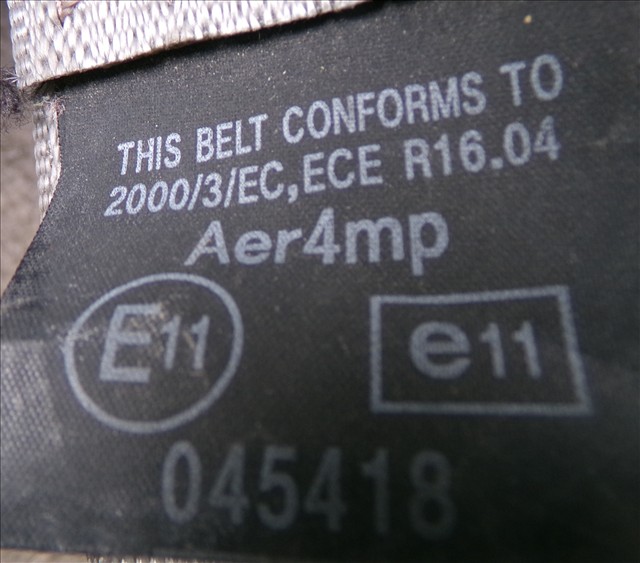 THIS BELT CONFORMS TO
2000/3/EC,ECE R16.04
Aer4mp
E11 e11
045418